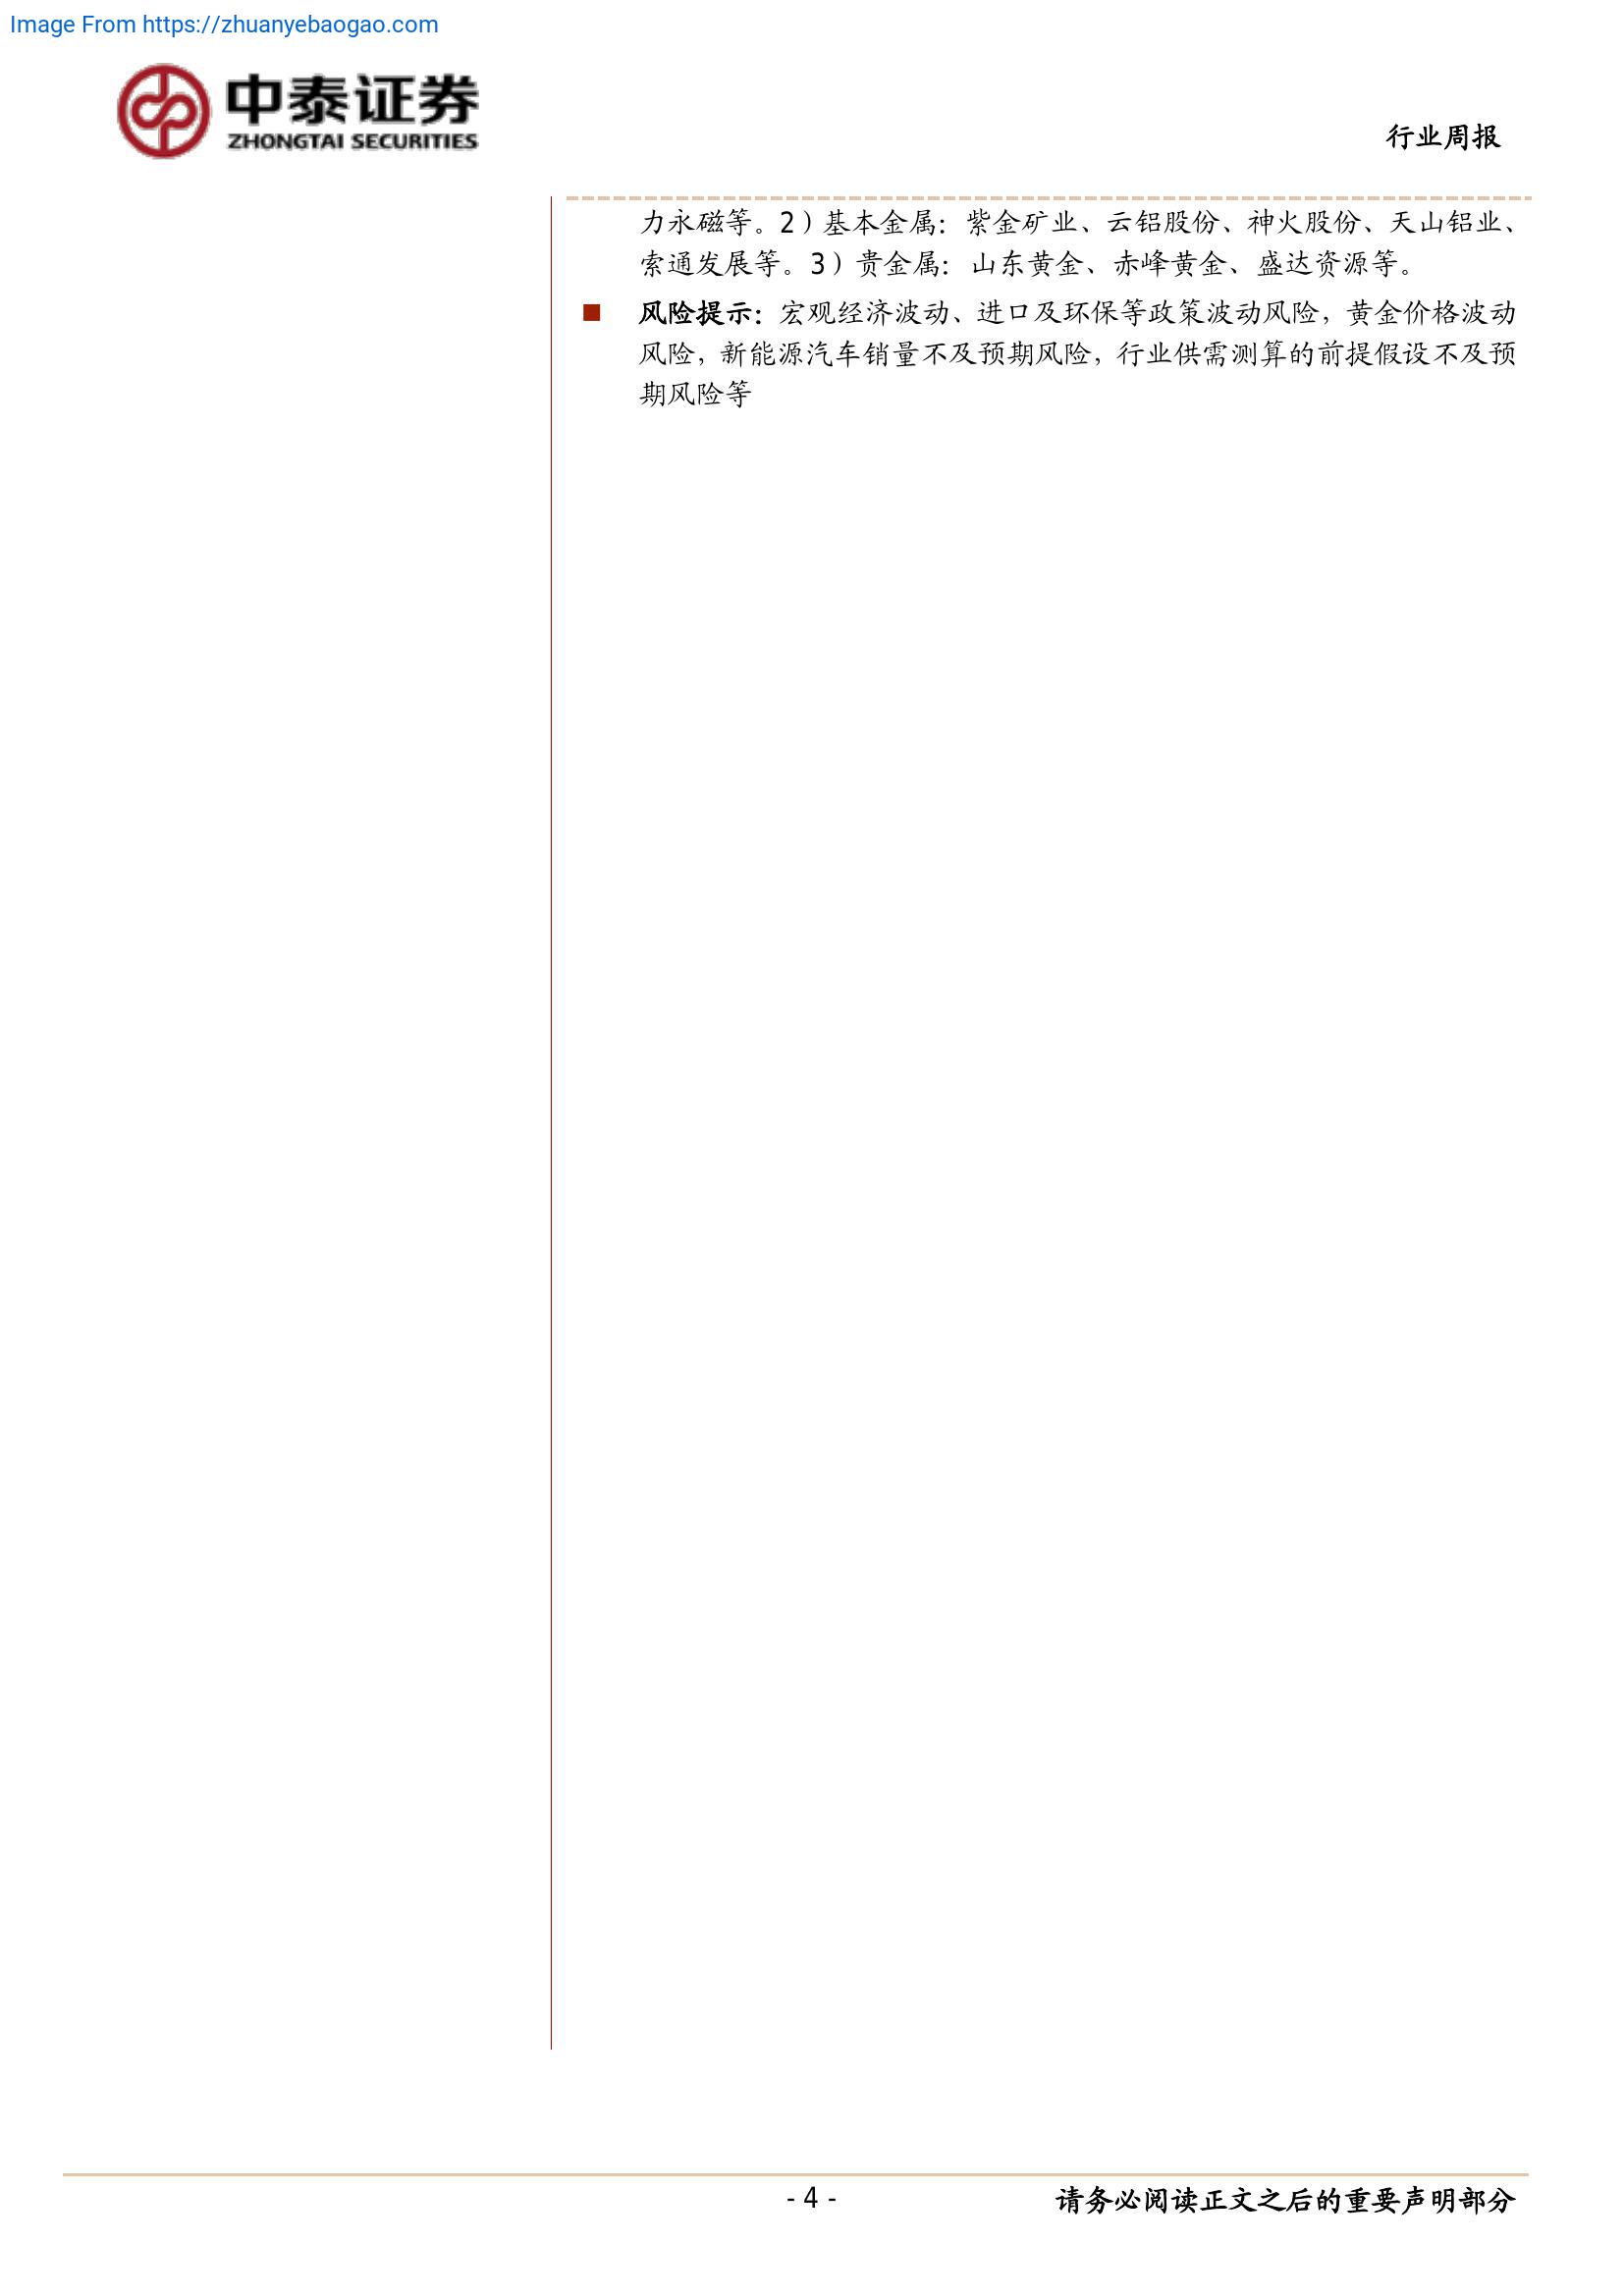 Image From https://zhuanyebaogao.com
中泰证券
ZHONGTAI SECURITIES
行业周报
力永磁等。2）基本金属：紫金矿业、云铝股份、神火股份、天山铝业、
索通发展等。3）贵金属：山东黄金、赤峰黄金、盛达资源等。
■ 风险提示：宏观经济波动、进口及环保等政策波动风险，黄金价格波动
风险，新能源汽车销量不及预期风险，行业供需测算的前提假设不及预
期风险等
- 4 -
请务必阅读正文之后的重要声明部分